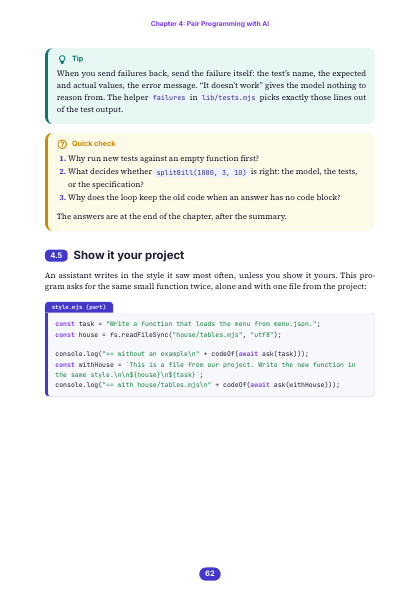 Chapter 4: Pair Programming with AI
Tip
When you send failures back, send the failure itself: the test's name, the expected
and actual values, the error message. “It doesn't work” gives the model nothing to
reason from. The helper failures in lib/tests.mjs picks exactly those lines out
of the test output.
Quick check
1. Why run new tests against an empty function first?
2. What decides whether splitBill(1000, 3, 10) is right: the model, the tests,
or the specification?
3. Why does the loop keep the old code when an answer has no code block?
The answers are at the end of the chapter, after the summary.
4.5 Show it your project
An assistant writes in the style it saw most often, unless you show it yours. This pro-
gram asks for the same small function twice, alone and with one file from the project:
style.mjs (part)
const task = "Write a function that loads the menu from menu.json.";
const house = fs.readFileSync("house/tables.mjs", "utf8");
console.log("== without an example\n" + codeOf(await ask(task)));
const withHouse = `This is a file from our project. Write the new function in
the same style.\n\n${house}\n${task}`;
console.log("== with house/tables.mjs\n" + codeOf(await ask(withHouse)));
62